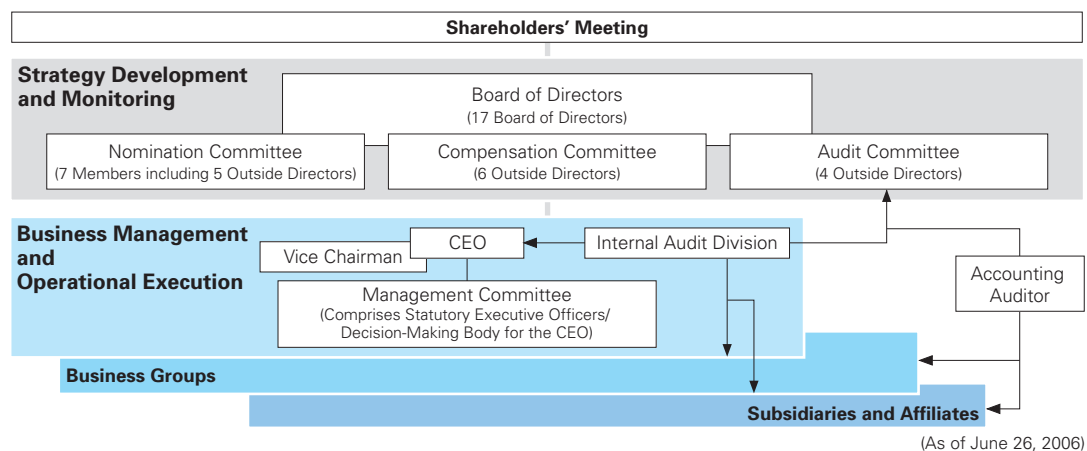 Shareholders' Meeting
Strategy Development
and Monitoring
Board of Directors
(17 Board of Directors)
Nomination Committee
(7 Members including 5 Outside Directors)
Compensation Committee
(6 Outside Directors)
Audit Committee
(4 Outside Directors)
Business Management
and
Operational Execution
Vice Chairman
CEO
Internal Audit Division
Management Committee
(Comprises Statutory Executive Officers/
Decision-Making Body for the CEO)
Accounting
Auditor
Business Groups
Subsidiaries and Affiliates
(As of June 26, 2006)